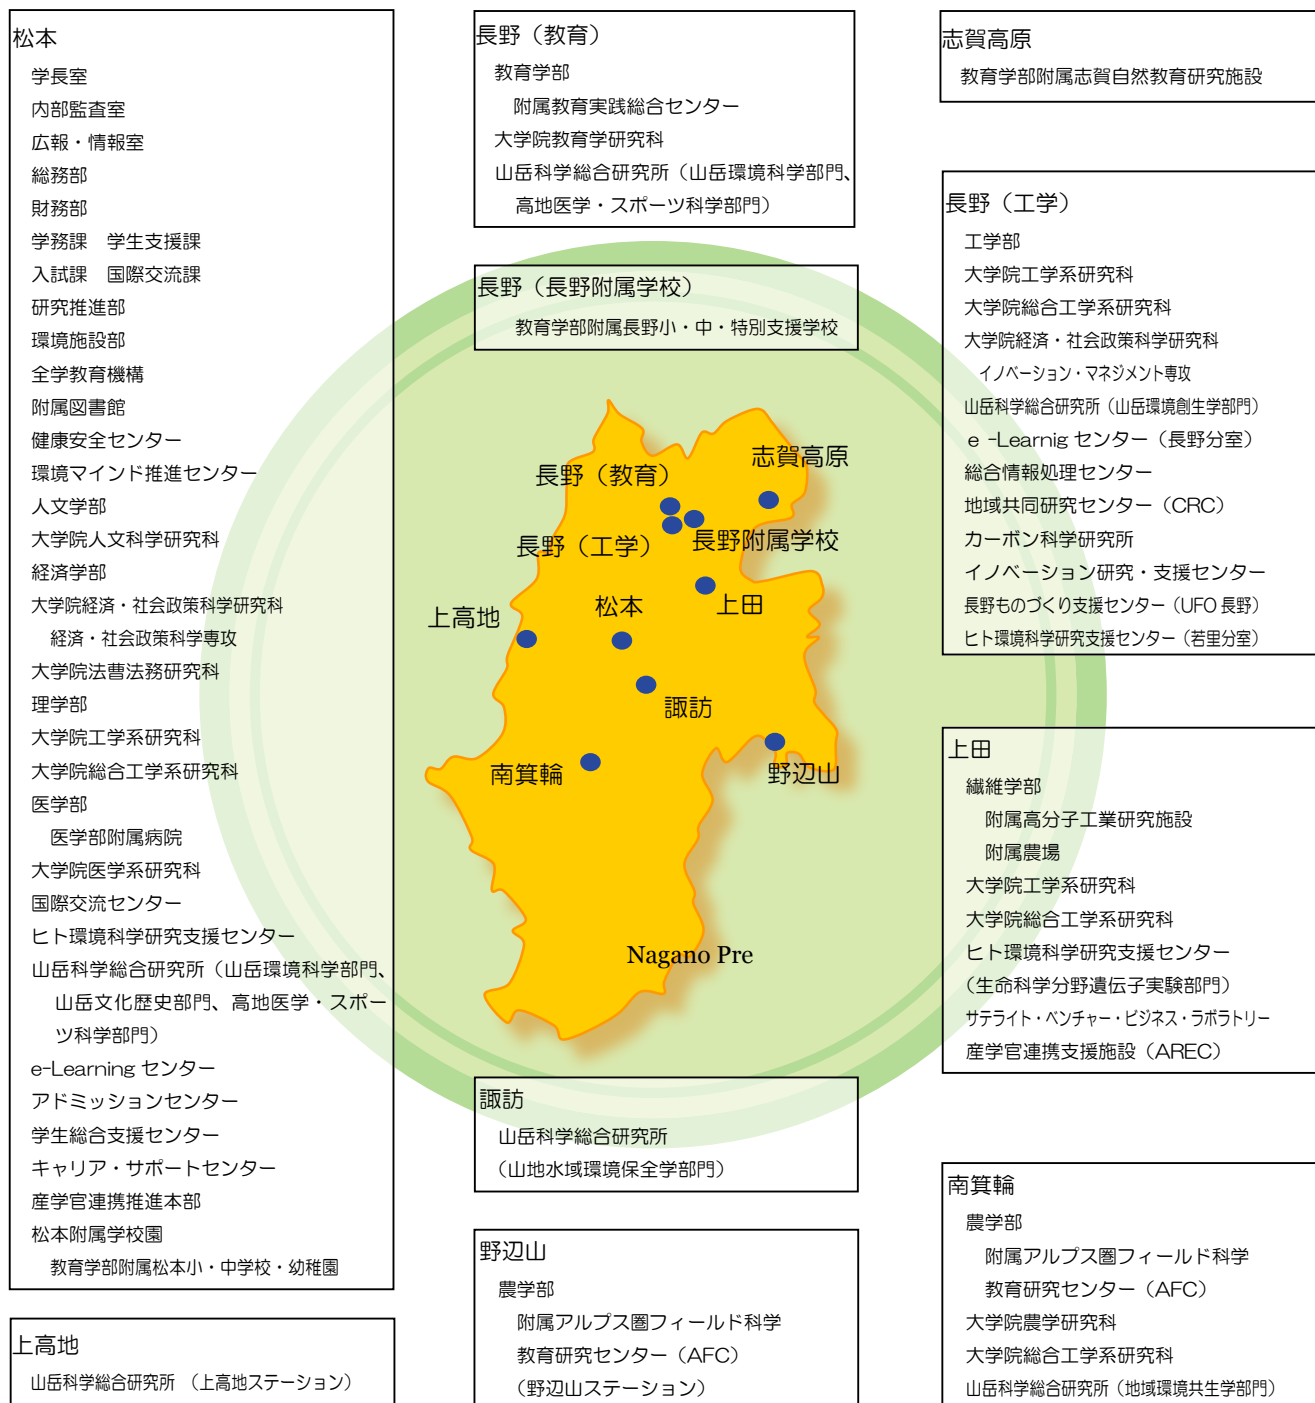 松本
学長室
内部監査室
広報・情報室
総務部
財務部
学務課　学生支援課
入試課　国際交流課
研究推進部
環境施設部
全学教育機構
附属図書館
健康安全センター
環境マインド推進センター
人文学部
大学院人文科学研究科
経済学部
大学院経済・社会政策科学研究科
経済・社会政策科学専攻
大学院法曹法務研究科
理学部
大学院工学系研究科
大学院総合工学系研究科
医学部
医学部附属病院
大学院医学系研究科
国際交流センター
ヒト環境科学研究支援センター
山岳科学総合研究所（山岳環境科学部門、
山岳文化歴史部門、高地医学・スポー
ツ科学部門）
e-Learning センター
アドミッションセンター
学生総合支援センター
キャリア・サポートセンター
産学官連携推進本部
松本附属学校園
教育学部附属松本小・中学校・幼稚園
上高地
山岳科学総合研究所 （上高地ステーション）
長野（教育）
教育学部
附属教育実践総合センター
大学院教育学研究科
山岳科学総合研究所（山岳環境科学部門、
高地医学・スポーツ科学部門）
長野（長野附属学校）
教育学部附属長野小・中・特別支援学校
志賀高原
長野（教育）
長野（工学）
長野附属学校
上田
松本
上高地
諏訪
南箕輪
野辺山
Nagano Pre
諏訪
山岳科学総合研究所
（山地水域環境保全学部門）
野辺山
農学部
附属アルプス圏フィールド科学
教育研究センター（AFC）
（野辺山ステーション）
志賀高原
教育学部附属志賀自然教育研究施設
長野（工学）
工学部
大学院工学系研究科
大学院総合工学系研究科
大学院経済・社会政策科学研究科
イノベーション・マネジメント専攻
山岳科学総合研究所（山岳環境創生学部門）
e -Learnig センター（長野分室）
総合情報処理センター
地域共同研究センター（CRC）
カーボン科学研究所
イノベーション研究・支援センター
長野ものづくり支援センター（UFO 長野）
ヒト環境科学研究支援センター（若里分室）
上田
繊維学部
附属高分子工業研究施設
附属農場
大学院工学系研究科
大学院総合工学系研究科
ヒト環境科学研究支援センター
（生命科学分野遺伝子実験部門）
サテライト・ベンチャー・ビジネス・ラボラトリー
産学官連携支援施設（AREC）
南箕輪
農学部
附属アルプス圏フィールド科学
教育研究センター（AFC）
大学院農学研究科
大学院総合工学系研究科
山岳科学総合研究所（地域環境共生学部門）